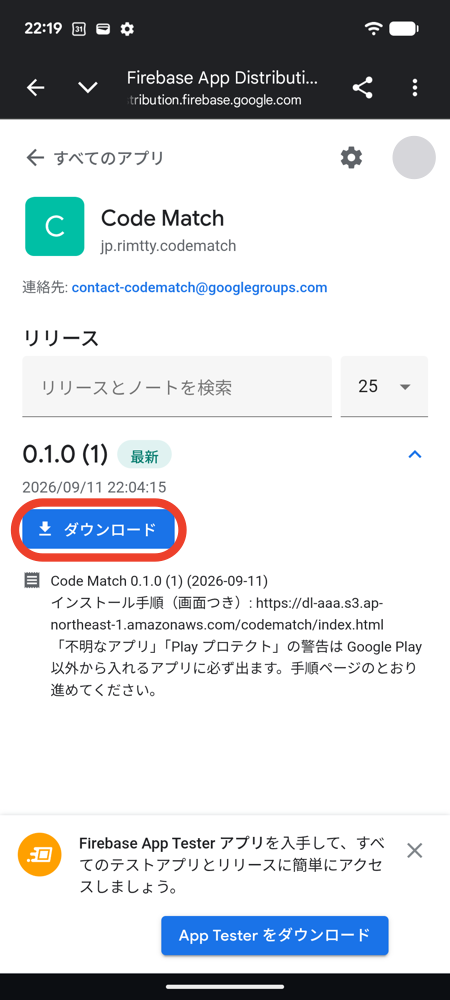 22:19 31
Firebase App Distributi...
tribution.firebase.google.com
すべてのアプリ
C
Code Match
jp.rimtty.codematch
連絡先: contact-codematch@googlegroups.com
リリース
リリースとノートを検索
25
0.1.0 (1) 最新
2026/09/11 22:04:15
ダウンロード
Code Match 0.1.0 (1) (2026-09-11)
インストール手順（画面つき）: https://dl-aaa.s3.ap-
northeast-1.amazonaws.com/codematch/index.html
「不明なアプリ」「Play プロテクト」の警告は Google Play
以外から入れるアプリに必ず出ます。手順ページのとおり
進めてください。
Firebase App Tester アプリを入手して、すべ
てのテストアプリとリリースに簡単にアクセ
スしましょう。
App Tester をダウンロード